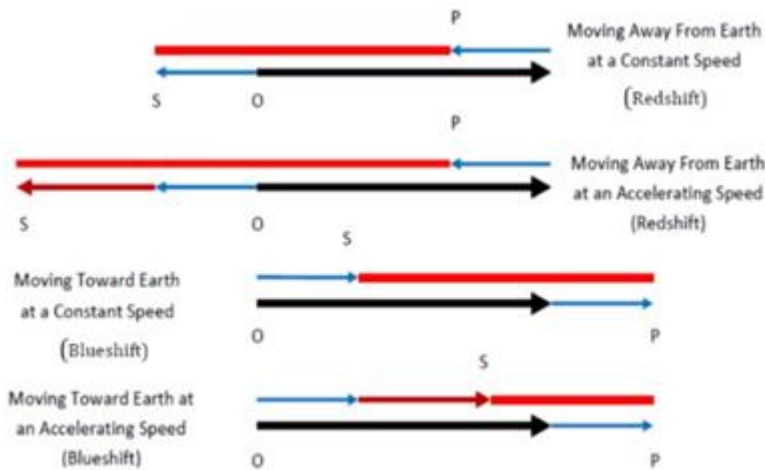 P
Moving Away From Earth
at a Constant Speed
(Redshift)
S O
P
Moving Away From Earth
at an Accelerating Speed
(Redshift)
S O
S
Moving Toward Earth
at a Constant Speed
(Blueshift)
O P
S
Moving Toward Earth at
an Accelerating Speed
(Blueshift)
O P